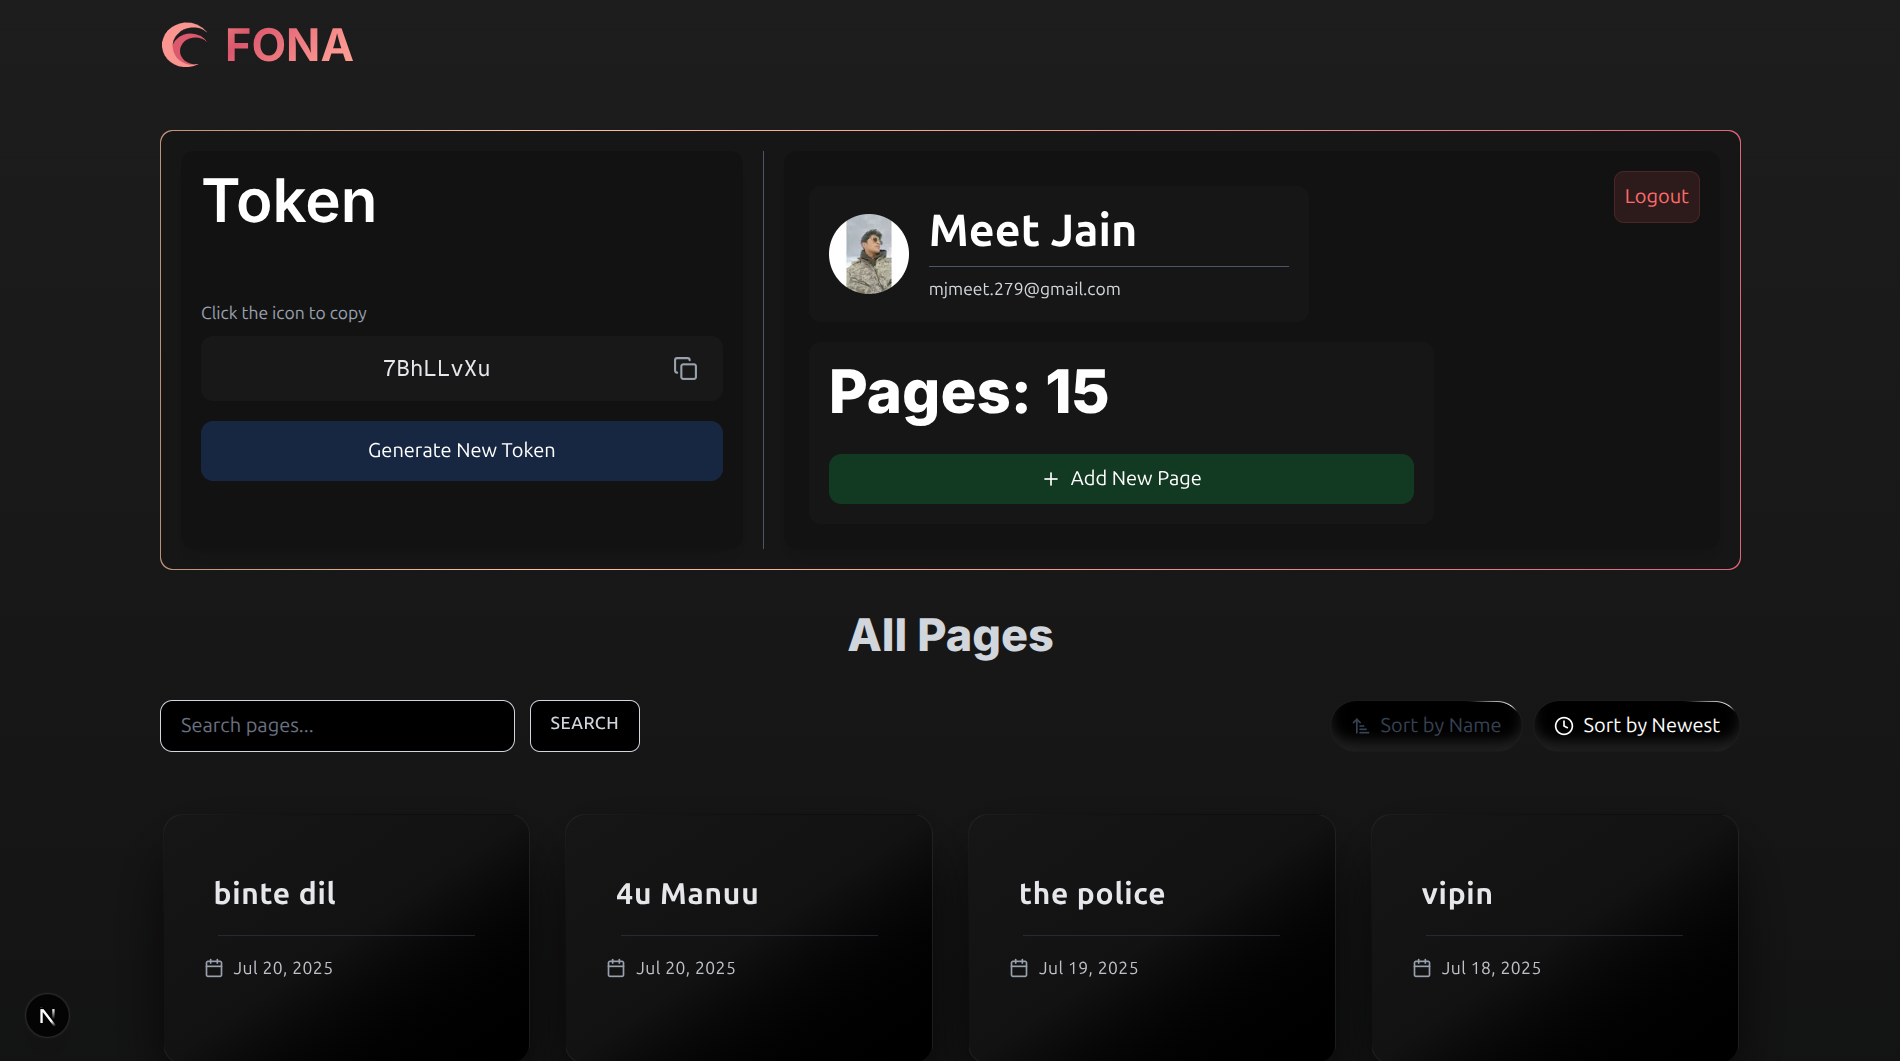 FONA
Token
Click the icon to copy
7BhLLvXu
Generate New Token
Meet Jain
mjmeet.279@gmail.com
Logout
Pages: 15
+ Add New Page
All Pages
Search pages...
SEARCH
Sort by Name
Sort by Newest
binte dil
Jul 20, 2025
4u Manuu
Jul 20, 2025
the police
Jul 19, 2025
vipin
Jul 18, 2025
N